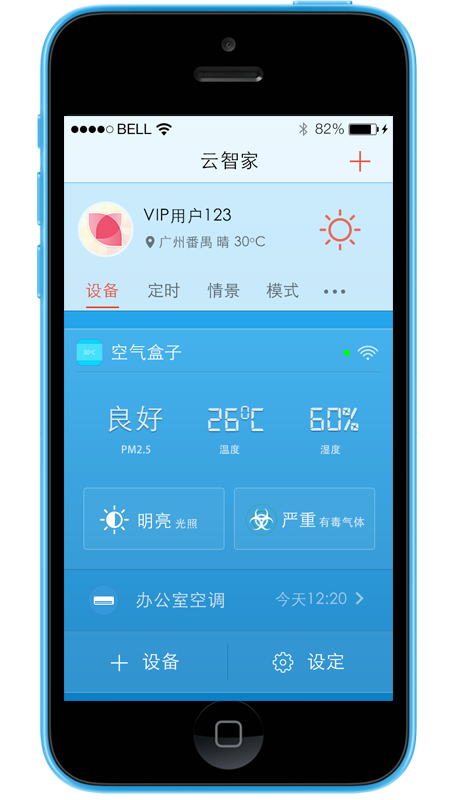 BELL 82%
云智家
VIP用户123
广州番禺 晴 30°C
设备 定时 情景 模式 •••
空气盒子
良好 26°C 60%
PM2.5 温度 湿度
明亮 光照 严重 有毒气体
办公室空调 今天12:20
设备 设定